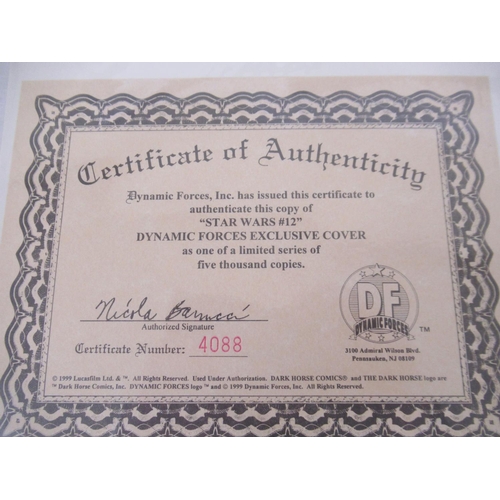 Certificate of Authenticity
Dynamic Forces, Inc. has issued this certificate to
authenticate this copy of
“STAR WARS #12”
DYNAMIC FORCES EXCLUSIVE COVER
as one of a limited series of
five thousand copies.
Nicola Barrucci
Authorized Signature
Certificate Number: 4088
DF
DYNAMIC FORCES
TM
3100 Admiral Wilson Blvd.
Pennsauken, NJ 08109
© 1999 Lucasfilm Ltd. & ™. All Rights Reserved. Used Under Authorization. DARK HORSE COMICS® and THE DARK HORSE logo are
™ Dark Horse Comics, Inc. DYNAMIC FORCES logo ™ and © 1999 Dynamic Forces, Inc. All Rights Reserved.